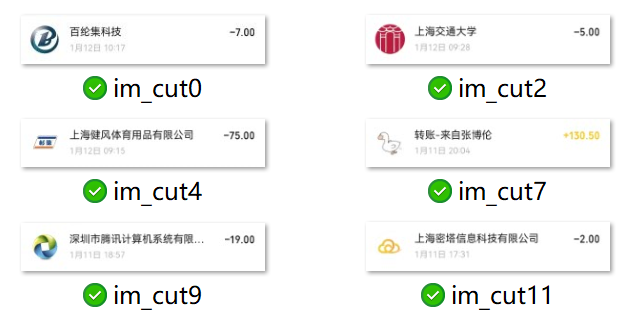 百纶集科技 -7.00
1月12日 10:17
im_cut0
上海交通大学 -5.00
1月12日 09:28
im_cut2
上海健风体育用品有限公司 -75.00
1月12日 09:15
im_cut4
转账-来自张博伦 +130.50
1月11日 20:04
im_cut7
深圳市腾讯计算机系统有限... -19.00
1月11日 18:57
im_cut9
上海密塔信息科技有限公司 -2.00
1月11日 17:31
im_cut11